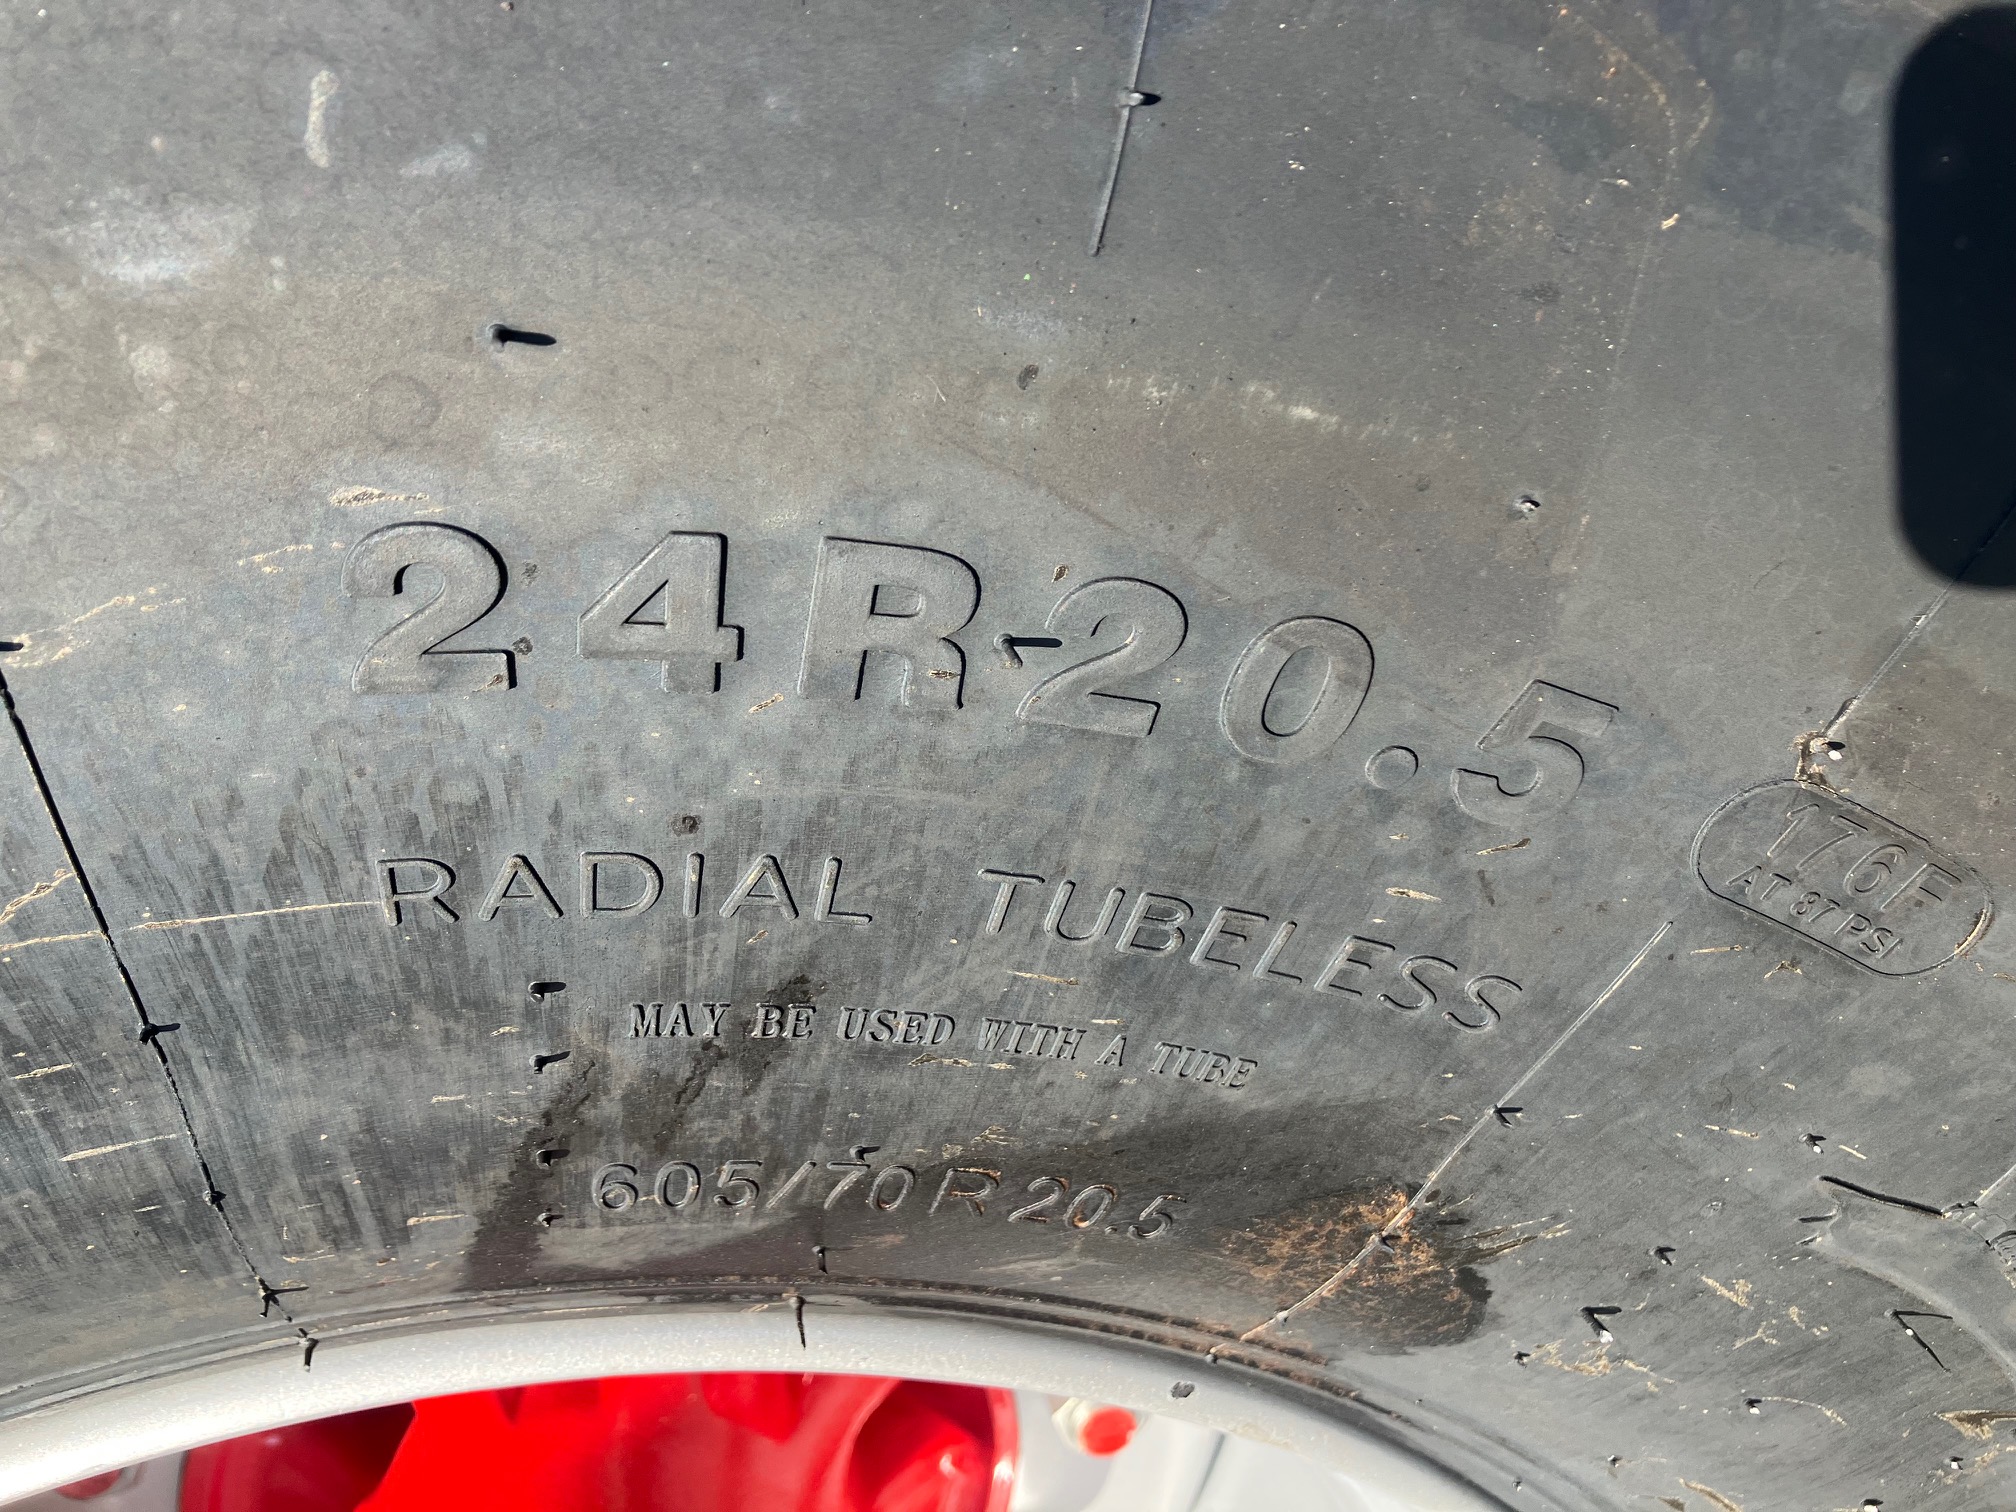 24R20.5
RADIAL TUBELESS
176F
AT 87 PSI
MAY BE USED WITH A TUBE
605/70R20.5